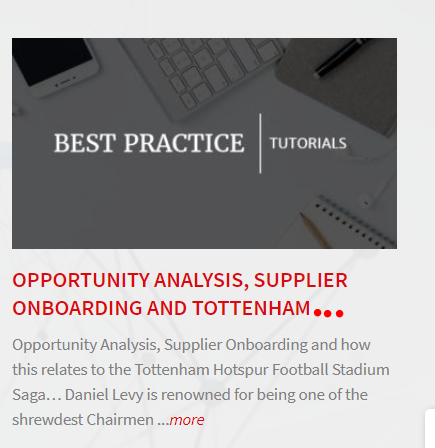 BEST PRACTICE | TUTORIALS
OPPORTUNITY ANALYSIS, SUPPLIER
ONBOARDING AND TOTTENHAM...
Opportunity Analysis, Supplier Onboarding and how
this relates to the Tottenham Hotspur Football Stadium
Saga… Daniel Levy is renowned for being one of the
shrewdest Chairmen ...more